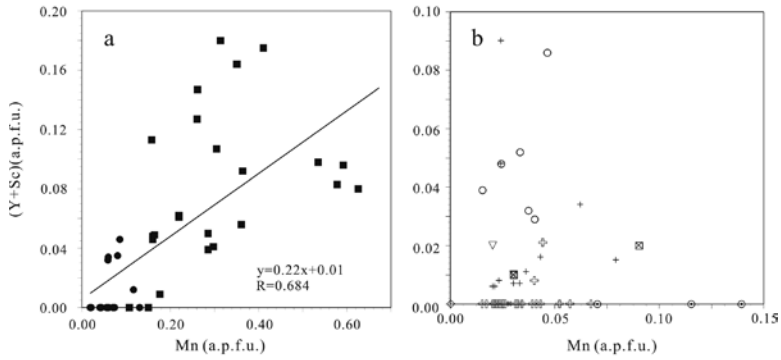 a
0.20
0.16
0.12
0.08
0.04
0.00
(Y+Sc)(a.p.f.u.)
y=0.22x+0.01
R=0.684
0.00 0.20 0.40 0.60
Mn (a.p.f.u.)
b
0.10
0.08
0.06
0.04
0.02
0.00
0.00 0.05 0.10 0.15
Mn (a.p.f.u.)